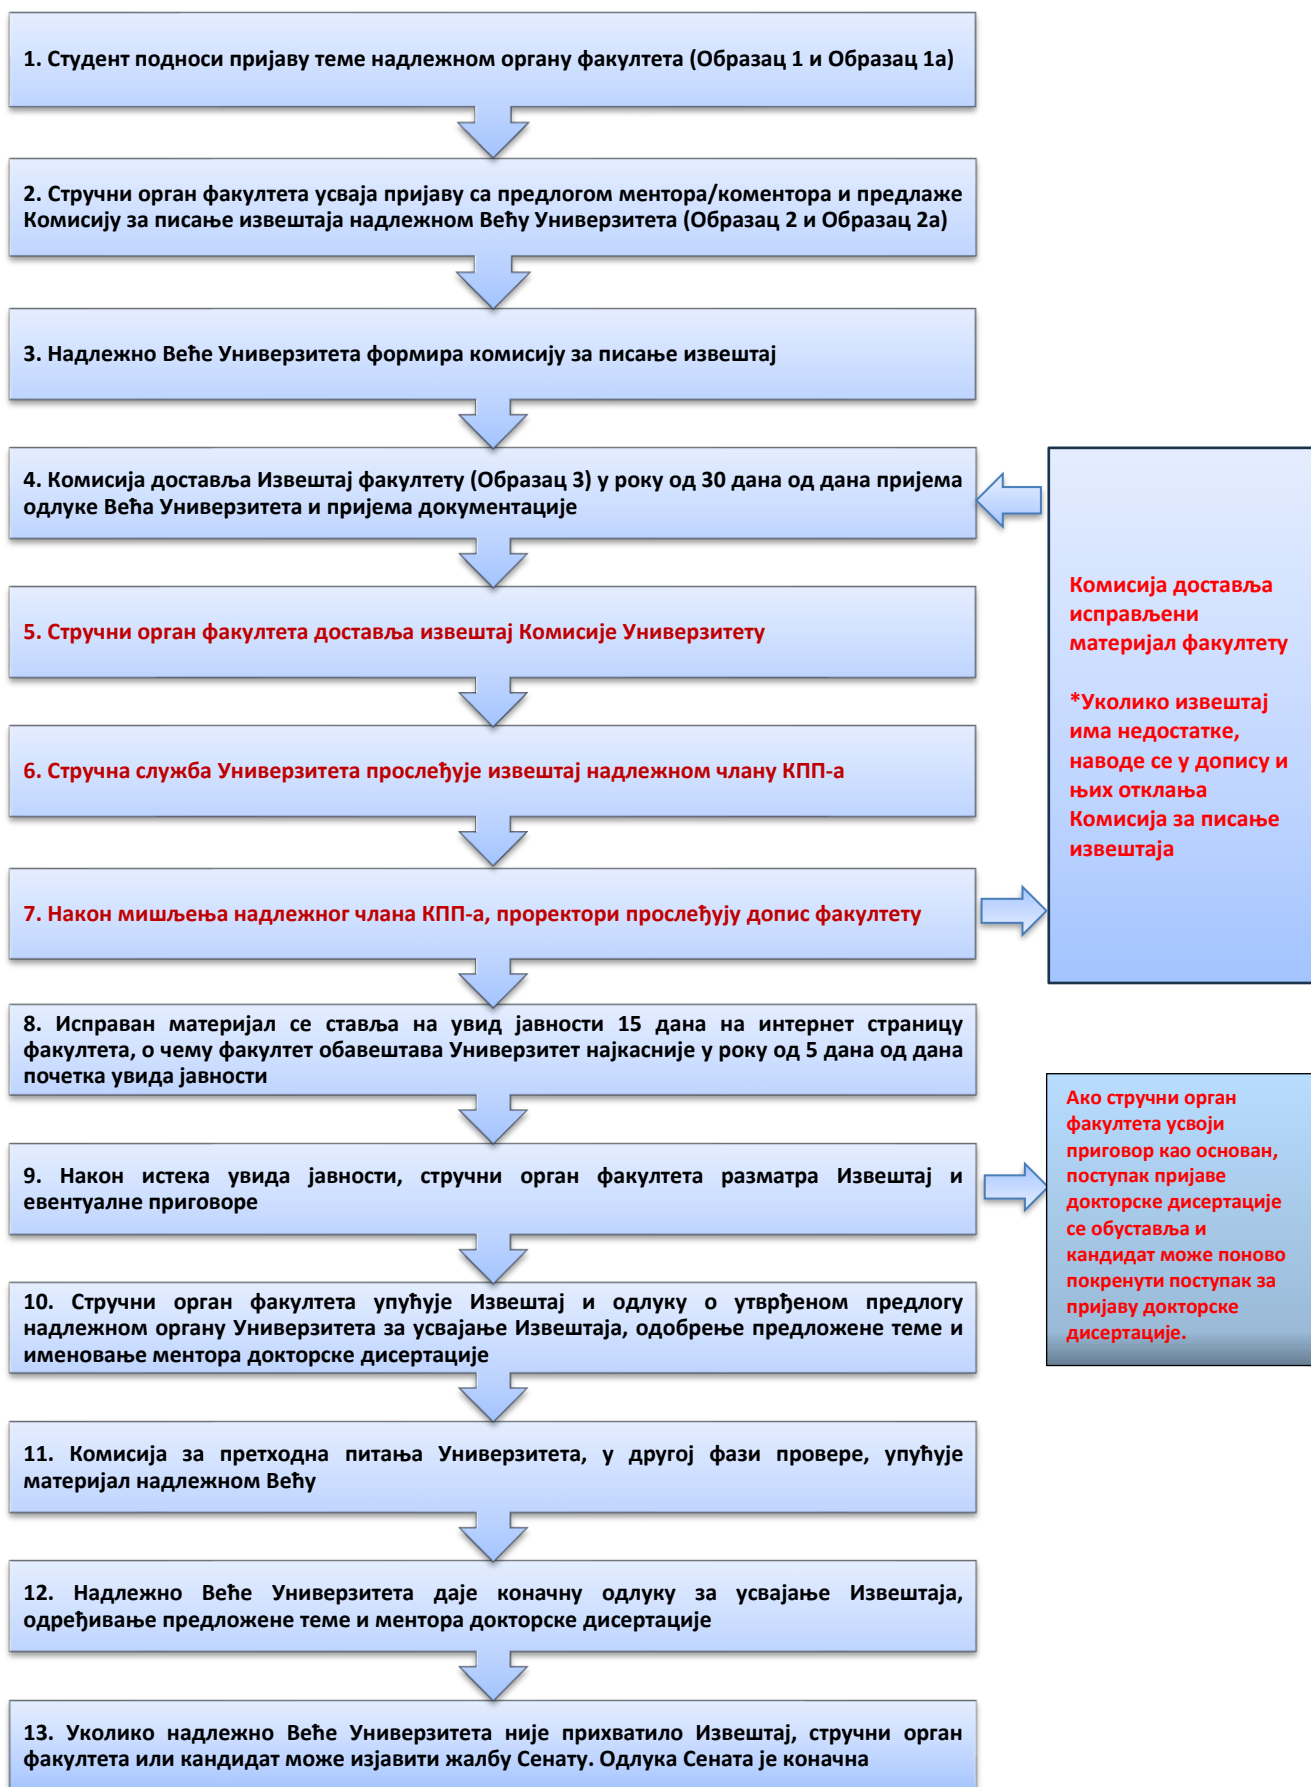 1. Студент подноси пријаву теме надлежном органу факултета (Образац 1 и Образац 1а)
2. Стручни орган факултета усваја пријаву са предлогом ментора/коментора и предлаже
Комисију за писање извештаја надлежном Већу Универзитета (Образац 2 и Образац 2а)
3. Надлежно Веће Универзитета формира комисију за писање извештај
4. Комисија доставља Извештај факултету (Образац 3) у року од 30 дана од дана пријема
одлуке Већа Универзитета и пријема документације
5. Стручни орган факултета доставља извештај Комисије Универзитету
6. Стручна служба Универзитета прослеђује извештај надлежном члану КПП-а
7. Након мишљења надлежног члана КПП-а, проректори прослеђују допис факултету
Комисија доставља
исправљени
материјал факултету
*Уколико извештај
има недостатке,
наводе се у допису и
њих отклања
Комисија за писање
извештаја
8. Исправан материјал се ставља на увид јавности 15 дана на интернет страницу
факултета, о чему факултет обавештава Универзитет најкасније у року од 5 дана од дана
почетка увида јавности
9. Након истека увида јавности, стручни орган факултета разматра Извештај и
евентуалне приговоре
Ако стручни орган
факултета усвоји
приговор као основан,
поступак пријаве
докторске дисертације
се обуставља и
кандидат може поново
покренути поступак за
пријаву докторске
дисертације.
10. Стручни орган факултета упућује Извештај и одлуку о утврђеном предлогу
надлежном органу Универзитета за усвајање Извештаја, одобрење предложене теме и
именовање ментора докторске дисертације
11. Комисија за претходна питања Универзитета, у другој фази провере, упућује
материјал надлежном Већу
12. Надлежно Веће Универзитета даје коначну одлуку за усвајање Извештаја,
одређивање предложене теме и ментора докторске дисертације
13. Уколико надлежно Веће Универзитета није прихватило Извештај, стручни орган
факултета или кандидат може изјавити жалбу Сенату. Одлука Сената је коначна